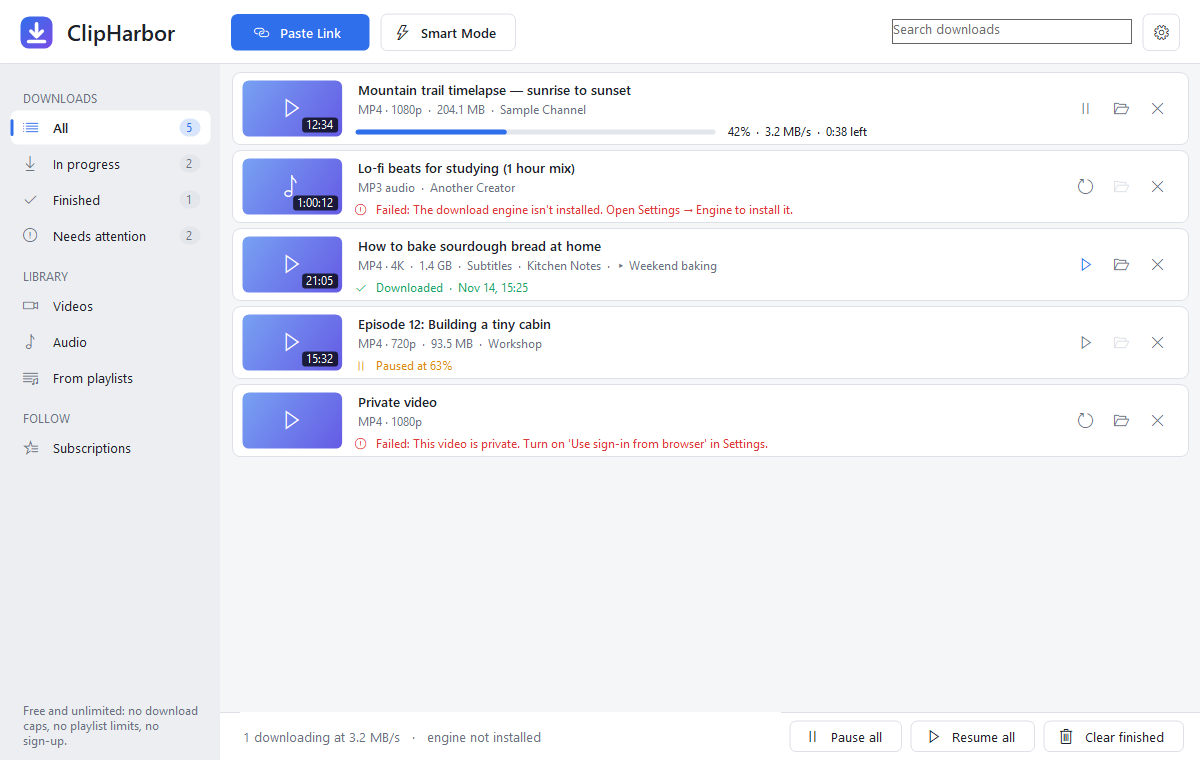 ClipHarbor
Paste Link
Smart Mode
Search downloads
DOWNLOADS
All 5
In progress 2
Finished 1
Needs attention 2
LIBRARY
Videos
Audio
From playlists
FOLLOW
Subscriptions
Free and unlimited: no download
caps, no playlist limits, no
sign-up.
12:34
Mountain trail timelapse — sunrise to sunset
MP4 · 1080p · 204.1 MB · Sample Channel
42% · 3.2 MB/s · 0:38 left
1:00:12
Lo-fi beats for studying (1 hour mix)
MP3 audio · Another Creator
Failed: The download engine isn't installed. Open Settings → Engine to install it.
21:05
How to bake sourdough bread at home
MP4 · 4K · 1.4 GB · Subtitles · Kitchen Notes · ‣ Weekend baking
Downloaded · Nov 14, 15:25
15:32
Episode 12: Building a tiny cabin
MP4 · 720p · 93.5 MB · Workshop
Paused at 63%
Private video
MP4 · 1080p
Failed: This video is private. Turn on 'Use sign-in from browser' in Settings.
1 downloading at 3.2 MB/s · engine not installed
Pause all
Resume all
Clear finished